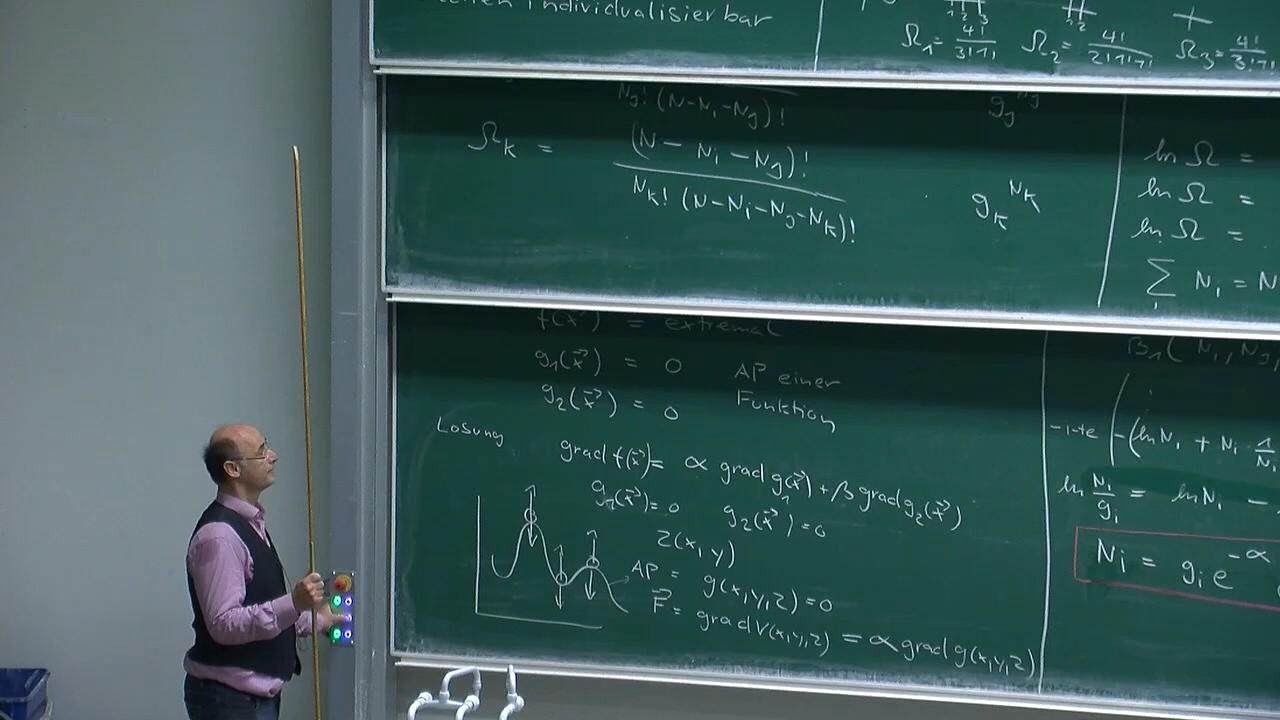 individualisierbar
1 2 3
1 2
Ω₁ = 4!/3!1!   Ω₂ = 4!/2!1!1!   Ω₃ = 4!/3!1!
N_j! (N-N_i-N_j)!   g_j^N_j
Ω_K = (N - N_i - N_j)! / N_K! (N-N_i-N_j-N_K)! · g_K^N_K
ln Ω =
ln Ω =
ln Ω =
∑ N_i = N
f(x⃗) = extremal
g₁(x⃗) = 0   AP einer
g₂(x⃗) = 0   Funktion
Lösung
grad f(x⃗) = α grad g₁(x⃗) + β grad g₂(x⃗)
g₁(x⃗) = 0   g₂(x⃗) = 0
z(x,y)
AP = g(x,y,z) = 0
F⃗ = grad V(x,y,z) = α grad g(x,y,z)
-i-te -(ln N_i + N_i · 1/N_i
ln N_i/g_i = ln N_i -
N_i = g_i e^-α